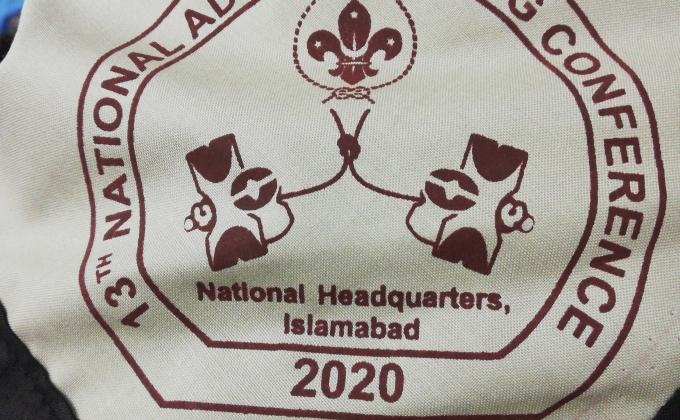 13TH NATIONAL
CONFERENCE
National Headquarters,
Islamabad
2020